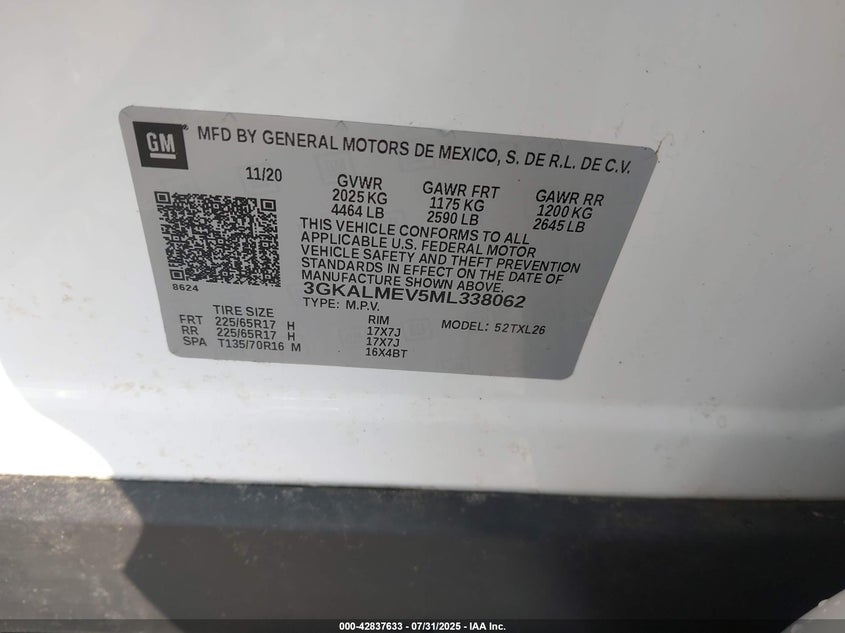 GM ® MFD BY GENERAL MOTORS DE MEXICO, S. DE R.L. DE C.V.
11/20 GVWR GAWR FRT GAWR RR
2025 KG 1175 KG 1200 KG
4464 LB 2590 LB 2645 LB
THIS VEHICLE CONFORMS TO ALL
APPLICABLE U.S. FEDERAL MOTOR
VEHICLE SAFETY AND THEFT PREVENTION
STANDARDS IN EFFECT ON THE DATE OF
MANUFACTURE SHOWN ABOVE.
8624 3GKALMEV5ML338062
TYPE: M.P.V. MODEL: 52TXL26
TIRE SIZE RIM
FRT 225/65R17 H 17X7J
RR 225/65R17 H 17X7J
SPA T135/70R16 M 16X4BT
000-42837633 / 07/31/2025 - IAA Inc.